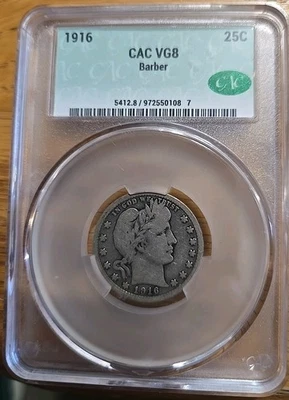 1916 25C
CAC VG8
Barber
CAC
5412.8 / 972550108 7
IN GOD WE TRUST
1916